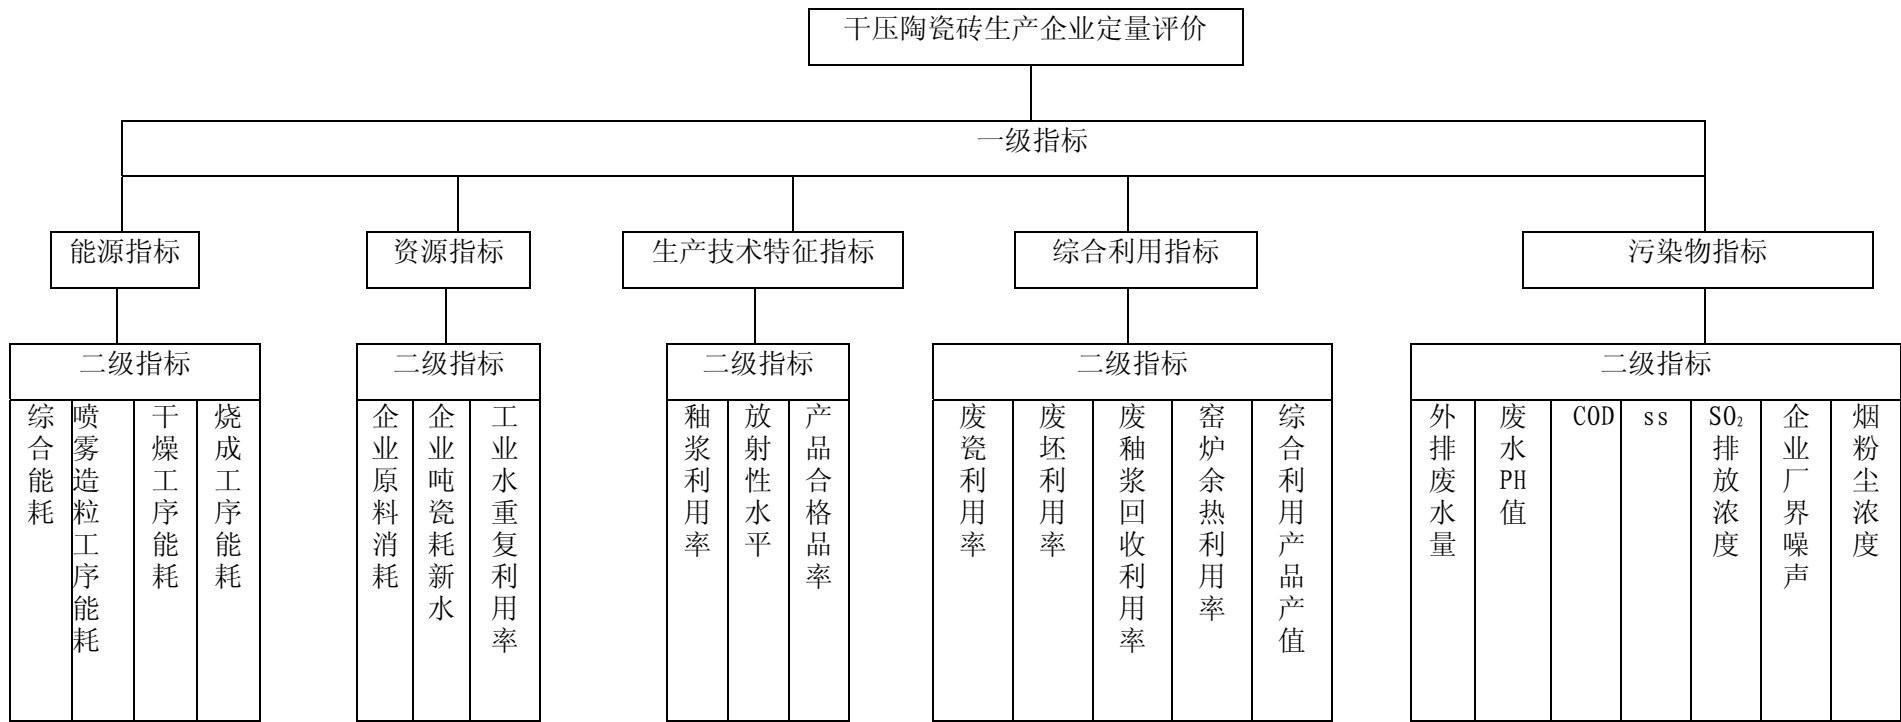 干压陶瓷砖生产企业定量评价
一级指标
能源指标
资源指标
生产技术特征指标
综合利用指标
污染物指标
二级指标
综合能耗
喷雾造粒工序能耗
干燥工序能耗
烧成工序能耗
二级指标
企业原料消耗
企业吨瓷耗新水
工业水重复利用率
二级指标
釉浆利用率
放射性水平
产品合格品率
二级指标
废瓷利用率
废坯利用率
废釉浆回收利用率
窑炉余热利用率
综合利用产品产值
二级指标
外排废水量
废水PH值
COD
ss
SO₂排放浓度
企业厂界噪声
烟粉尘浓度